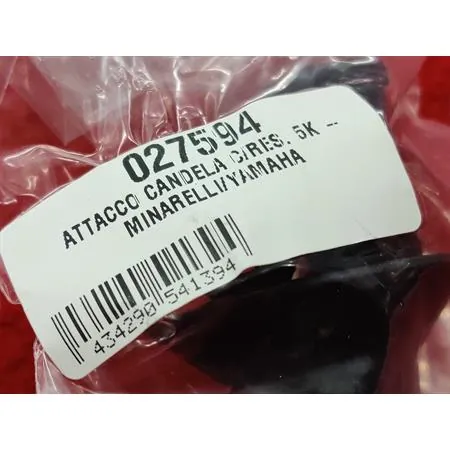 027594
ATTACCO CANDELA C/RES. 5K --
MINARELLI/YAMAHA
434290 541394